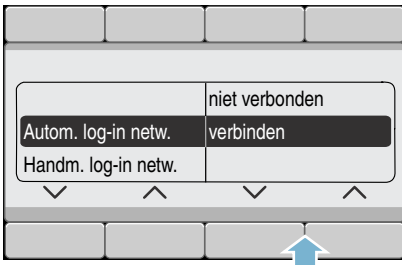 niet verbonden
Autom. log-in netw. verbinden
Handm. log-in netw.